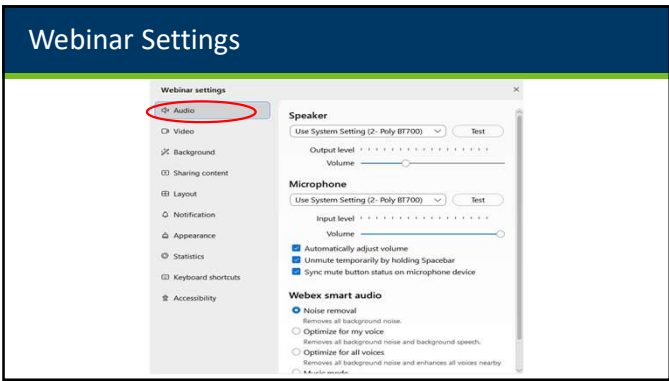 Webinar Settings
Webinar settings
Audio
Video
Background
Sharing content
Layout
Notification
Appearance
Statistics
Keyboard shortcuts
Accessibility
Speaker
Use System Setting (2- Poly BT700)
Test
Output level
Volume
Microphone
Use System Setting (2- Poly BT700)
Test
Input level
Volume
Automatically adjust volume
Unmute temporarily by holding Spacebar
Sync mute button status on microphone device
Webex smart audio
Noise removal
Removes all background noise.
Optimize for my voice
Removes all background noise and background speech.
Optimize for all voices
Removes all background noise and enhances all voices nearby
Music mode